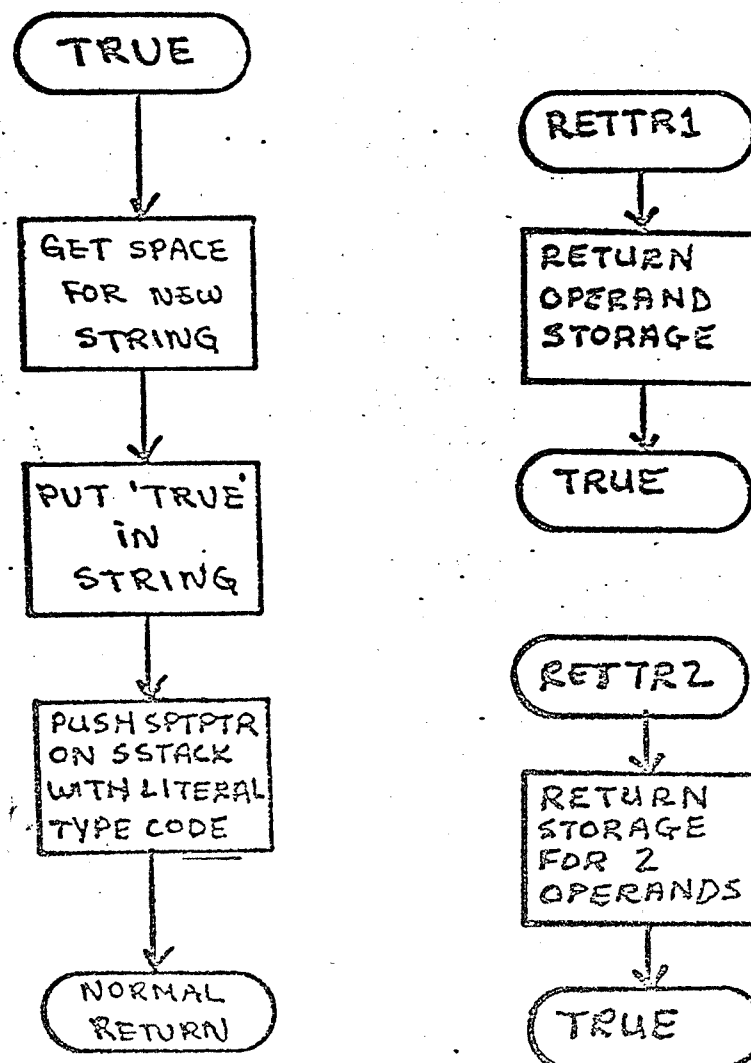 TRUE
GET SPACE
FOR NEW
STRING
PUT 'TRUE'
IN
STRING
PUSH SPTPTR
ON SSTACK
WITH LITERAL
TYPE CODE
NORMAL
RETURN
RETTR1
RETURN
OPERAND
STORAGE
TRUE
RETTR2
RETURN
STORAGE
FOR 2
OPERANDS
TRUE